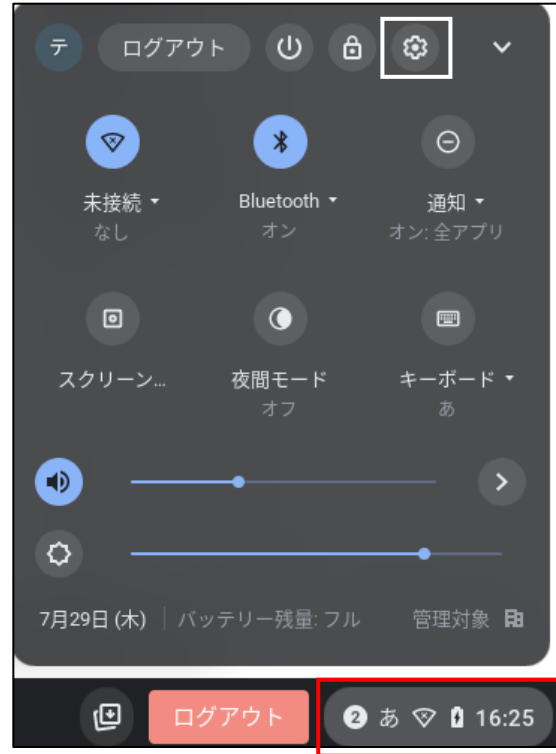 テ ログアウト
未接続 Bluetooth 通知
なし オン オン: 全アプリ
スクリーン... 夜間モード キーボード
オフ あ
7月29日 (木) バッテリー残量: フル 管理対象
ログアウト 2 あ 16:25